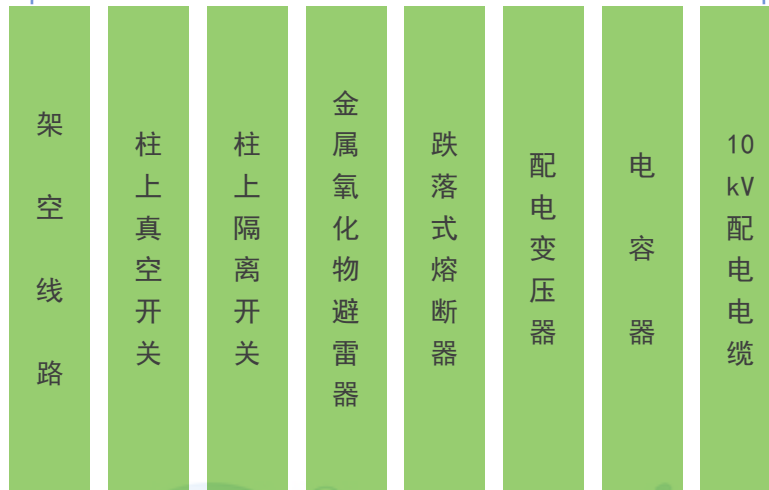 架空线路
柱上真空开关
柱上隔离开关
金属氧化物避雷器
跌落式熔断器
配电变压器
电容器
10kV配电电缆